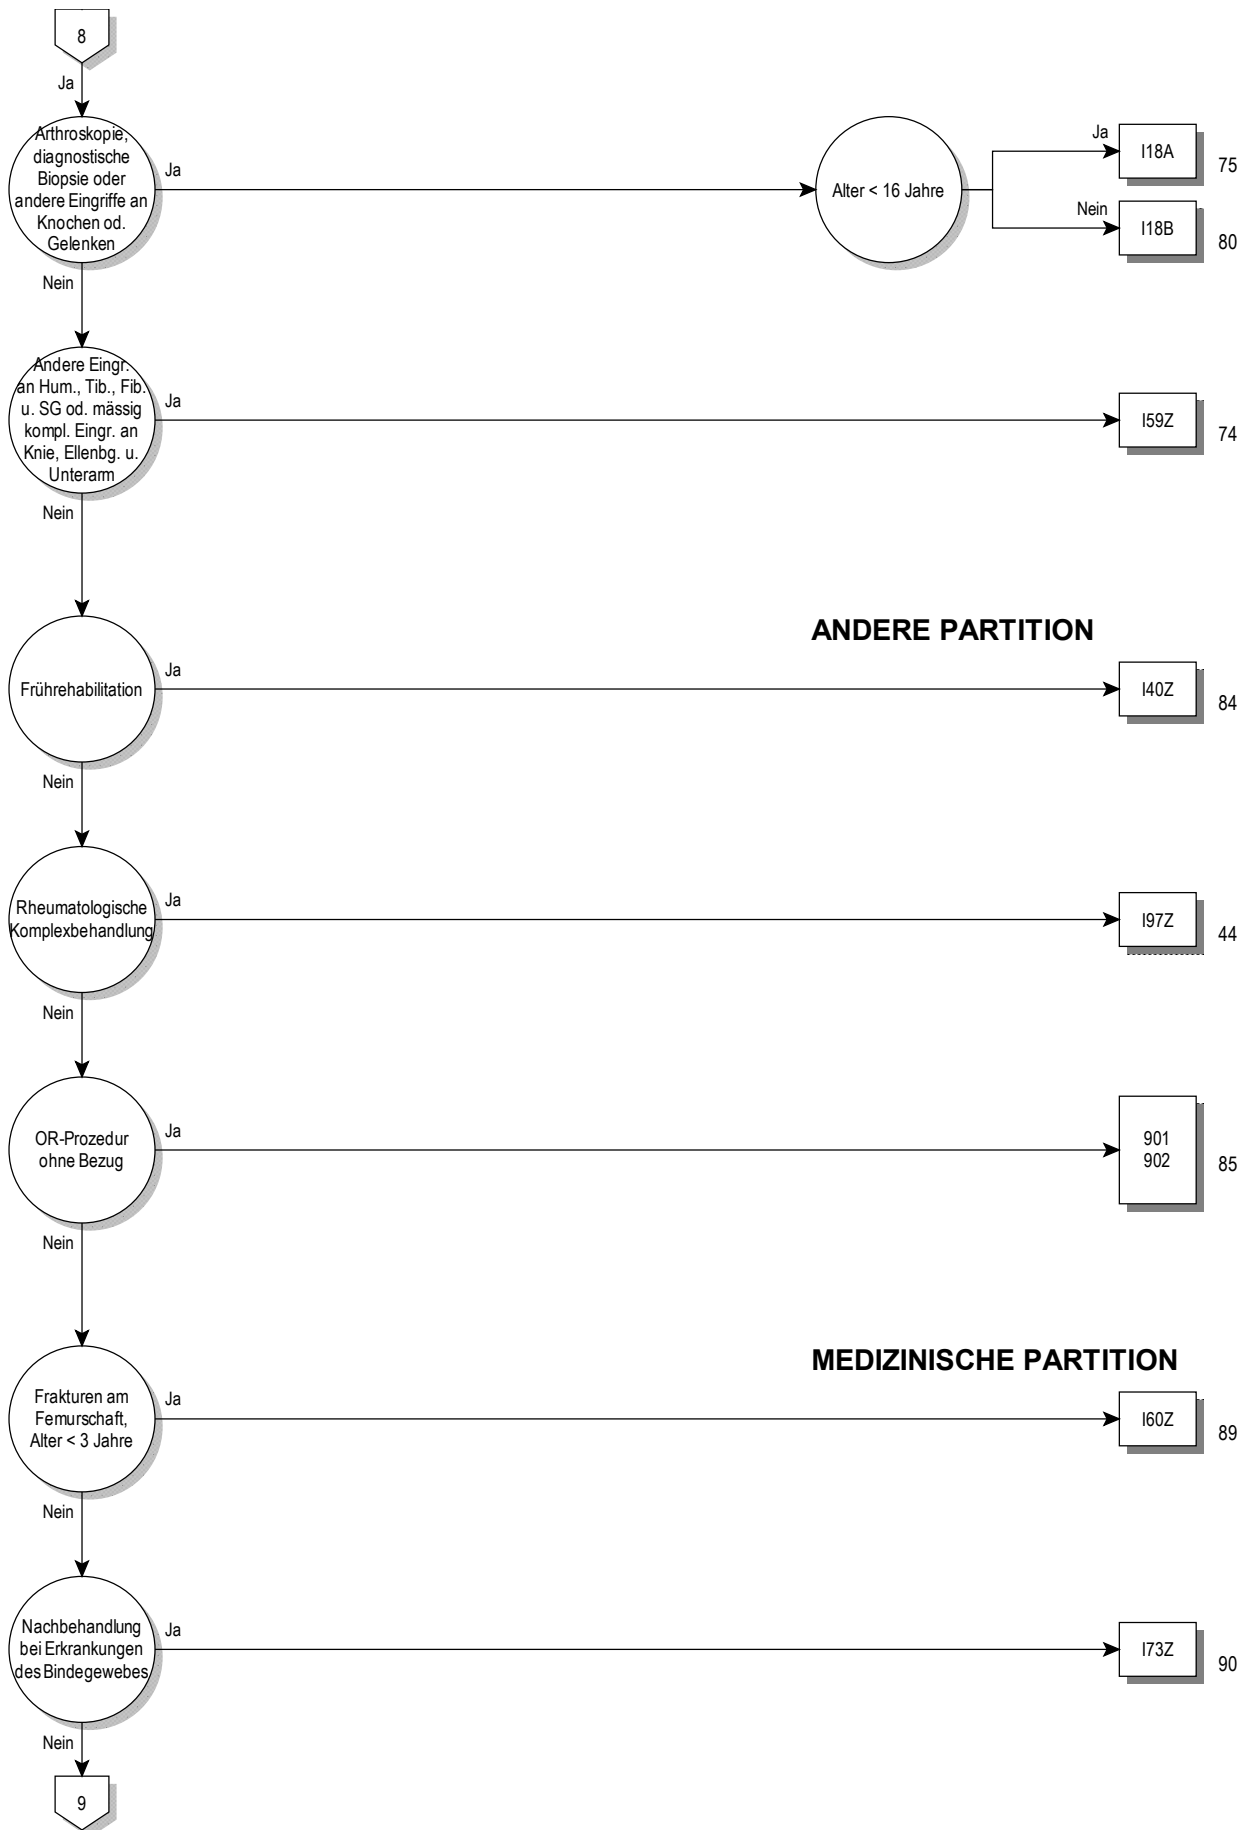 8
Ja
Arthroskopie,
diagnostische
Biopsie oder
andere Eingriffe an
Knochen od.
Gelenken
Ja
Alter < 16 Jahre
Ja
I18A
75
Nein
I18B
80
Nein
Andere Eingr.
an Hum., Tib., Fib.
u. SG od. mässig
kompl. Eingr. an
Knie, Ellenbg. u.
Unterarm
Ja
I59Z
74
Nein
ANDERE PARTITION
Frührehabilitation
Ja
I40Z
84
Nein
Rheumatologische
Komplexbehandlung
Ja
I97Z
44
Nein
OR-Prozedur
ohne Bezug
Ja
901
902
85
Nein
MEDIZINISCHE PARTITION
Frakturen am
Femurschaft,
Alter < 3 Jahre
Ja
I60Z
89
Nein
Nachbehandlung
bei Erkrankungen
des Bindegewebes
Ja
I73Z
90
Nein
9